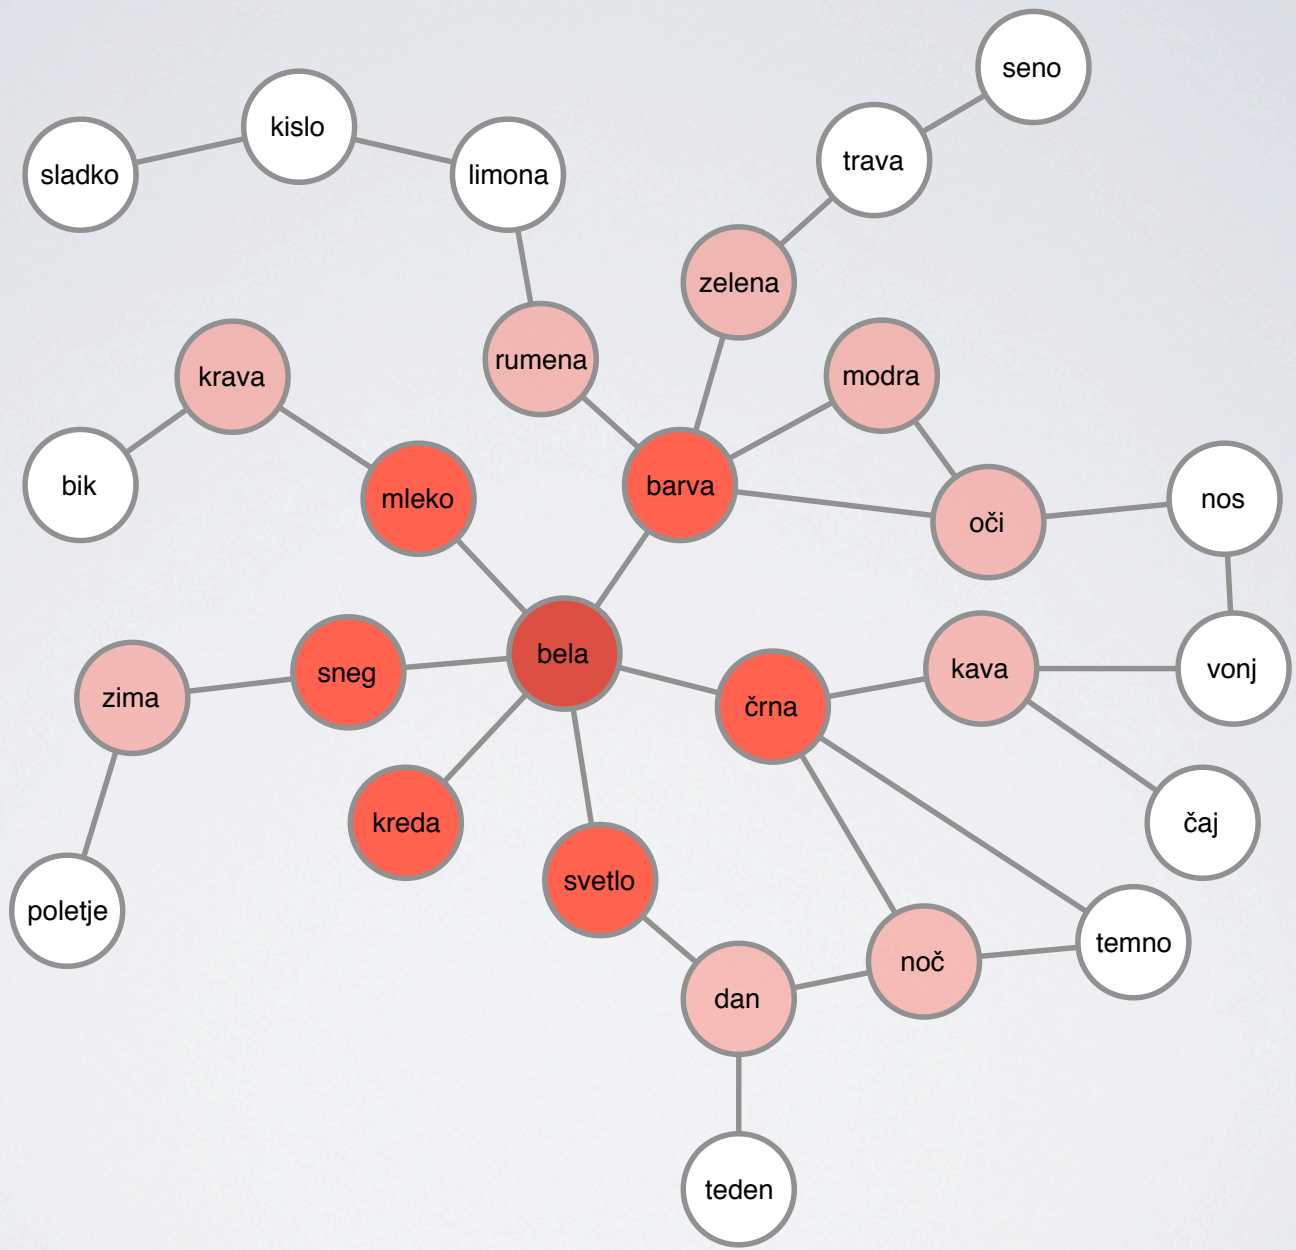 seno
kislo
trava
sladko
limona
zelena
rumena
modra
krava
barva
bik
mleko
nos
oči
bela
kava
vonj
sneg
zima
črna
kreda
čaj
svetlo
poletje
temno
noč
dan
teden